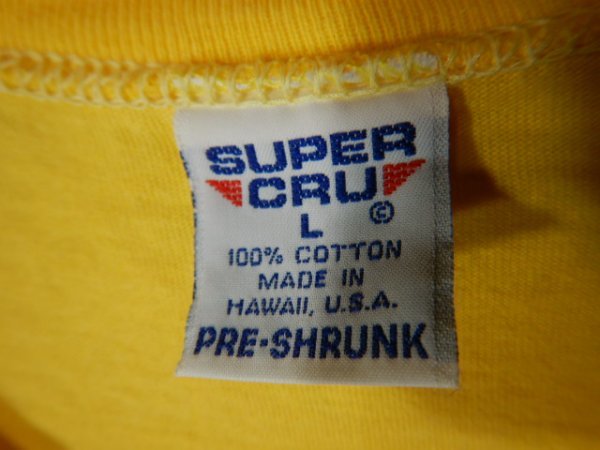 SUPER
CRU
L ©
100% COTTON
MADE IN
HAWAII, U.S.A.
PRE-SHRUNK